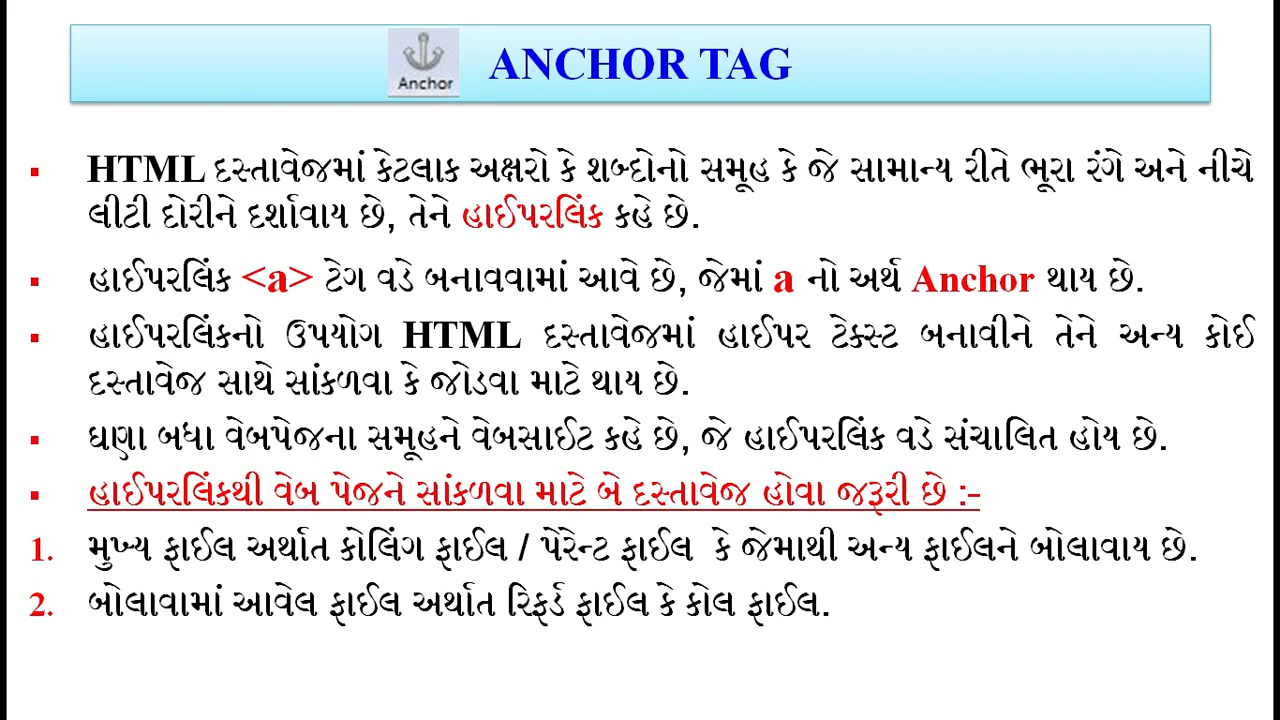 Anchor ANCHOR TAG
▪ HTML દસ્તાવેજમાં કેટલાક અક્ષરો કે શબ્દોનો સમૂહ કે જે સામાન્ય રીતે ભૂરા રંગે અને નીચે
લીટી દોરીને દર્શાવાય છે, તેને હાઈપરલિંક કહે છે.
▪ હાઈપરલિંક <a> ટેગ વડે બનાવવામાં આવે છે, જેમાં a નો અર્થ Anchor થાય છે.
▪ હાઈપરલિંકનો ઉપયોગ HTML દસ્તાવેજમાં હાઈપર ટેક્સ્ટ બનાવીને તેને અન્ય કોઈ
દસ્તાવેજ સાથે સાંકળવા કે જોડવા માટે થાય છે.
▪ ઘણા બધા વેબપેજના સમૂહને વેબસાઈટ કહે છે, જે હાઈપરલિંક વડે સંચાલિત હોય છે.
▪ હાઈપરલિંકથી વેબ પેજને સાંકળવા માટે બે દસ્તાવેજ હોવા જરૂરી છે :-
1. મુખ્ય ફાઈલ અર્થાત કોલિંગ ફાઈલ / પેરેન્ટ ફાઈલ કે જેમાથી અન્ય ફાઈલને બોલાવાય છે.
2. બોલાવામાં આવેલ ફાઈલ અર્થાત રિફર્ડ ફાઈલ કે કોલ ફાઈલ.